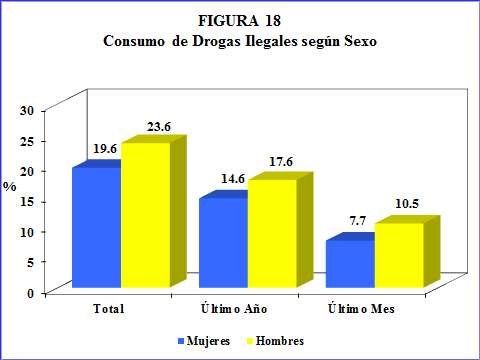 FIGURA 18
Consumo de Drogas Ilegales según Sexo
30
25
20
15
10
5
0
%
19.6
23.6
14.6
17.6
7.7
10.5
Total
Último Año
Último Mes
Mujeres
Hombres